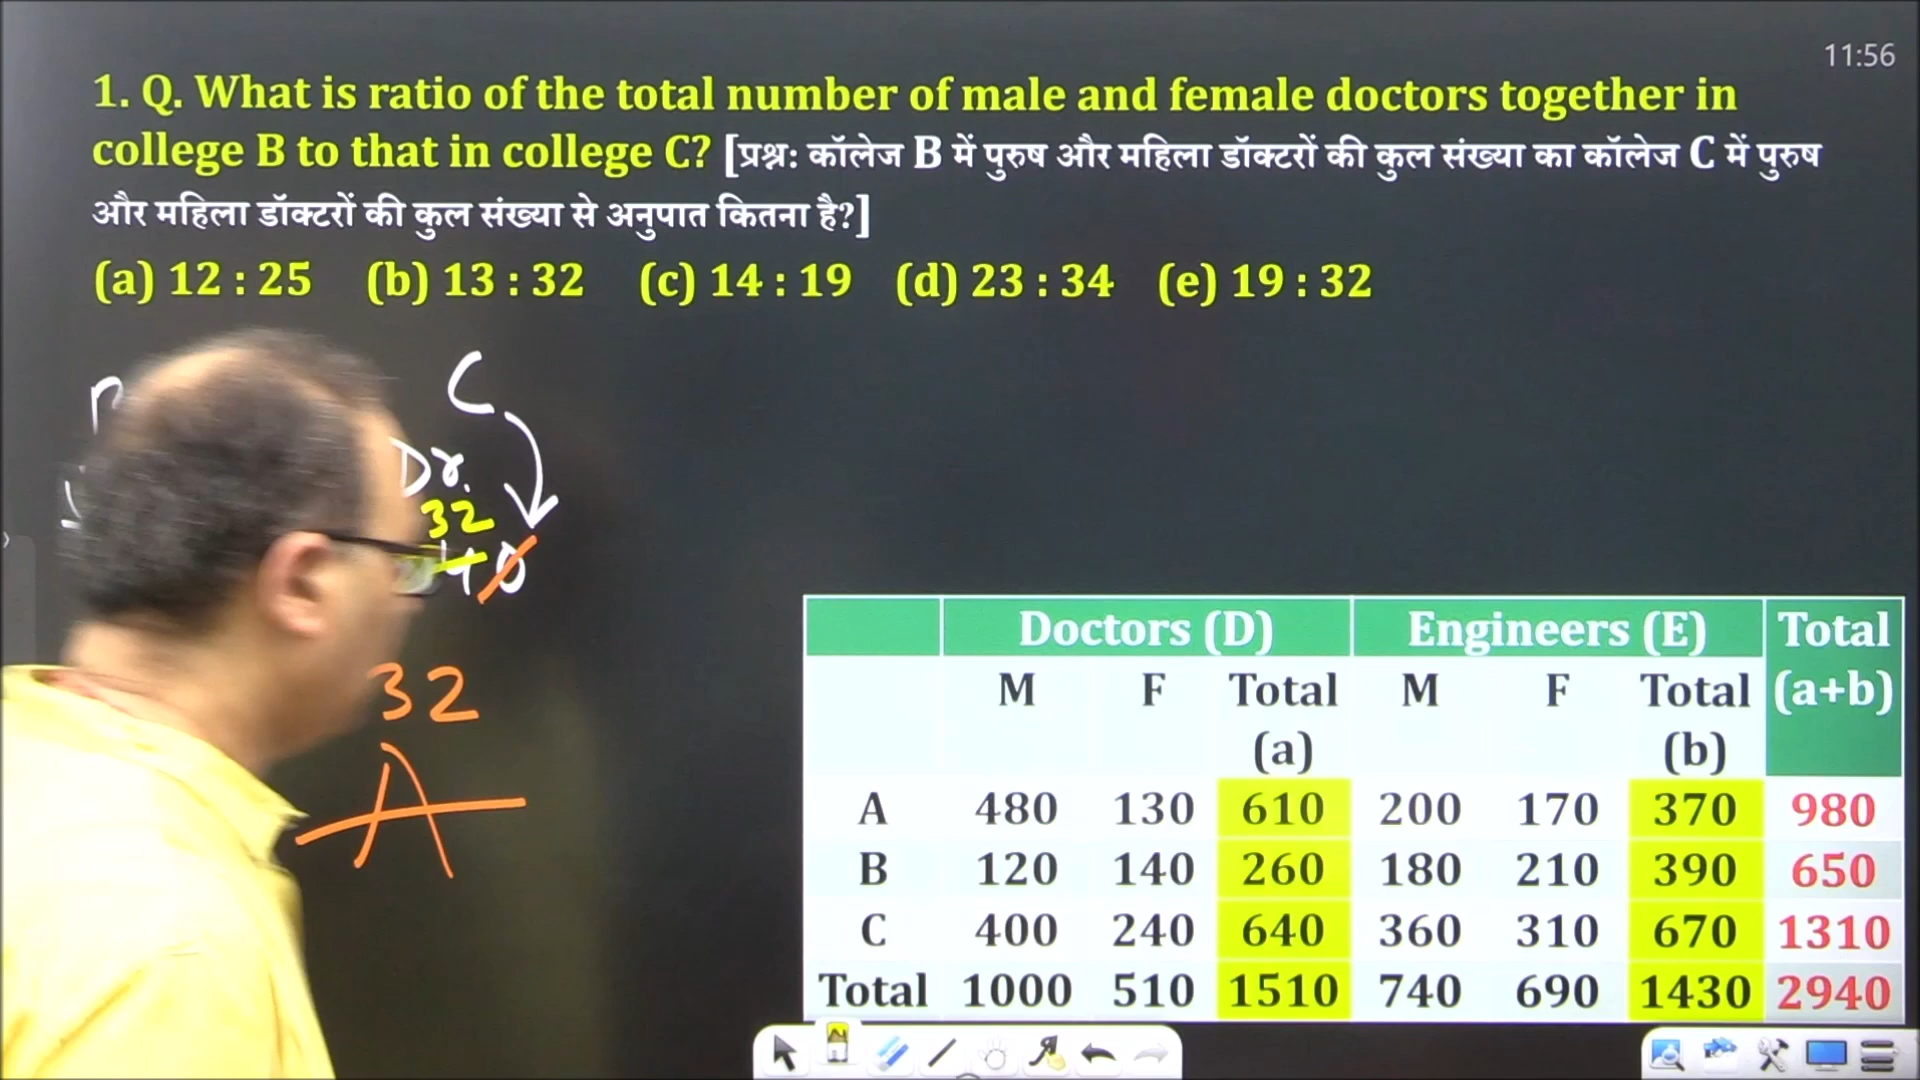 11:56
1. Q. What is ratio of the total number of male and female doctors together in
college B to that in college C? [प्रश्न: कॉलेज B में पुरुष और महिला डॉक्टरों की कुल संख्या का कॉलेज C में पुरुष
और महिला डॉक्टरों की कुल संख्या से अनुपात कितना है?]
(a) 12 : 25 (b) 13 : 32 (c) 14 : 19 (d) 23 : 34 (e) 19 : 32
C
Dr.
32
40
32
A
Doctors (D) Engineers (E) Total
M F Total M F Total (a+b)
(a) (b)
A 480 130 610 200 170 370 980
B 120 140 260 180 210 390 650
C 400 240 640 360 310 670 1310
Total 1000 510 1510 740 690 1430 2940